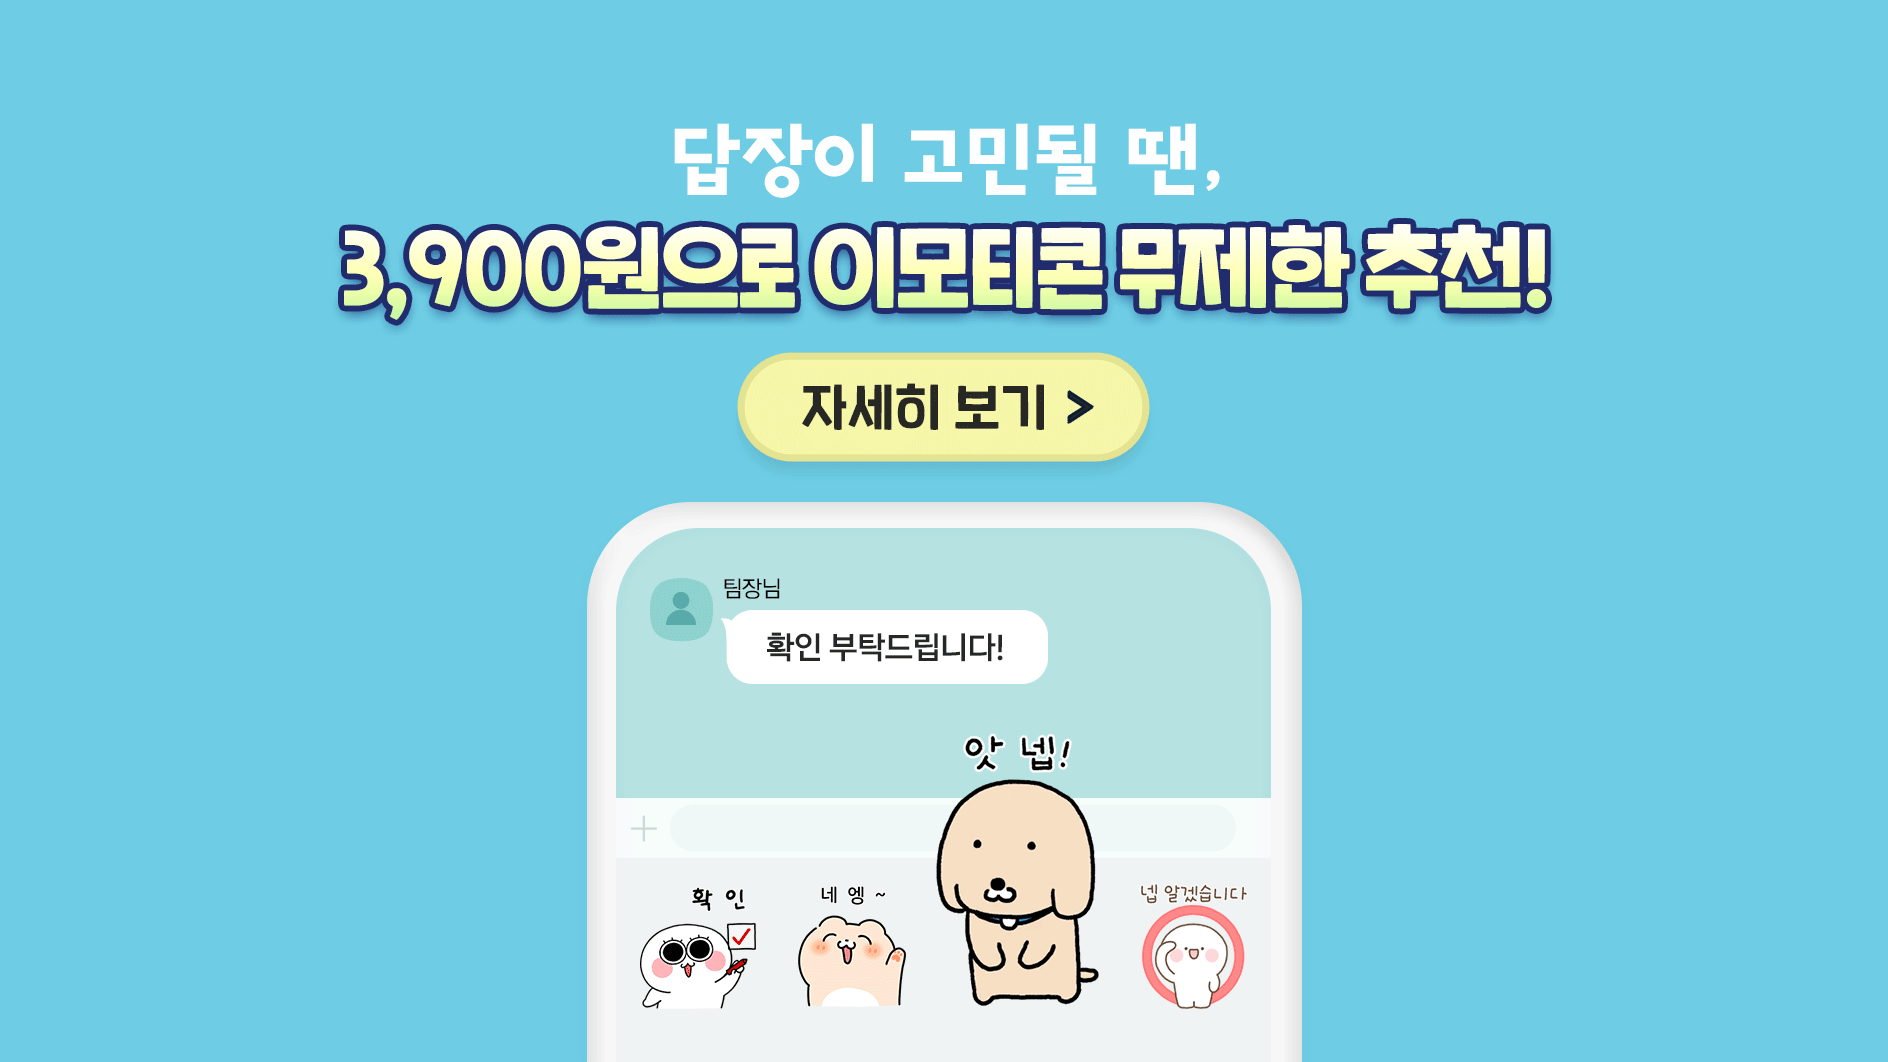 답장이 고민될 땐,
3,900원으로 이모티콘 무제한 추천!
자세히 보기 >
팀장님
확인 부탁드립니다!
앗 넵!
확 인
네 엥 ~
넵 알겠습니다